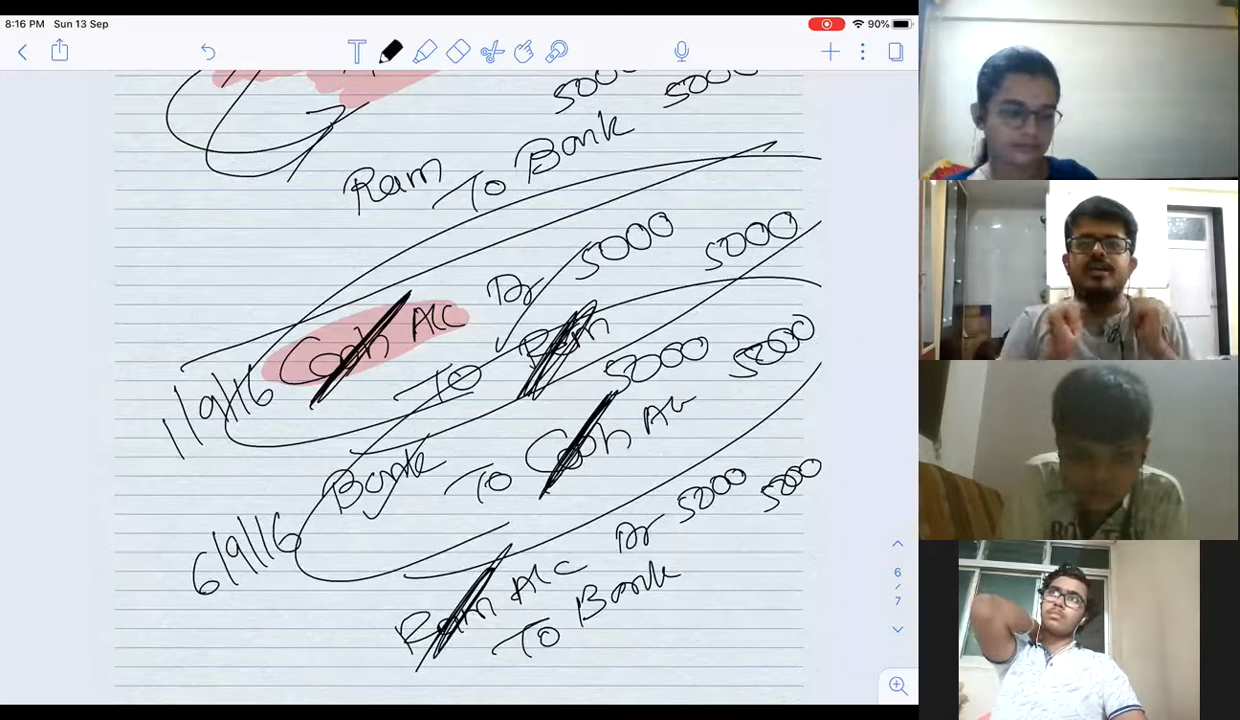 8:16 PM Sun 13 Sep
90%
T
5000 5000
Ram
To Bank
1/9/16 Cash A/c Dr 5000
To Ram 5000
6/9/16 Bank 5000
To Cash A/c 5000
Ram A/c Dr 5000 5000
To Bank
6
/
7